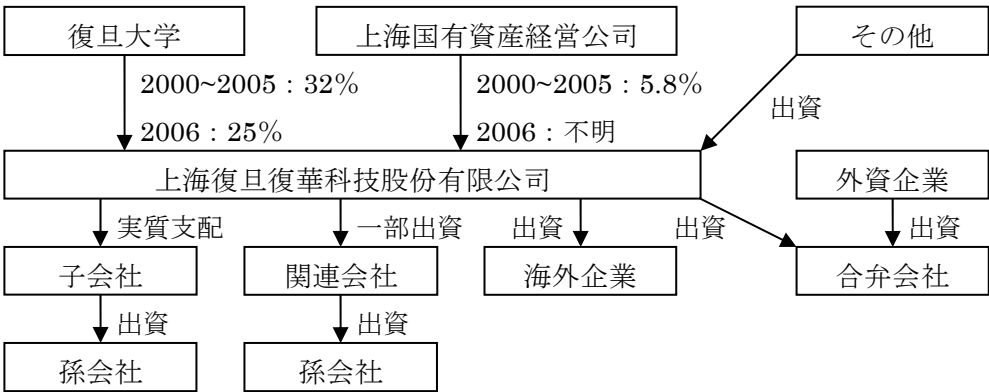 復旦大学
上海国有資産経営公司
その他
2000~2005：32%
2000~2005：5.8%
出資
2006：25%
2006：不明
上海復旦復華科技股份有限公司
外資企業
実質支配
一部出資
出資
出資
出資
子会社
関連会社
海外企業
合弁会社
出資
出資
孫会社
孫会社